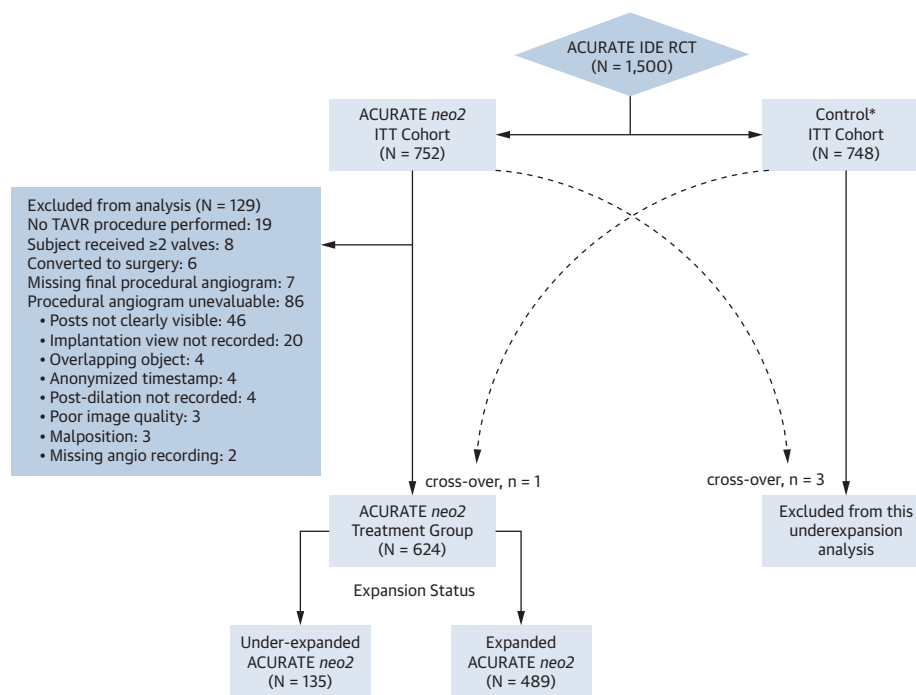 ACURATE IDE RCT
(N = 1,500)
ACURATE neo2
ITT Cohort
(N = 752)
Control*
ITT Cohort
(N = 748)
Excluded from analysis (N = 129)
No TAVR procedure performed: 19
Subject received ≥2 valves: 8
Converted to surgery: 6
Missing final procedural angiogram: 7
Procedural angiogram unevaluable: 86
• Posts not clearly visible: 46
• Implantation view not recorded: 20
• Overlapping object: 4
• Anonymized timestamp: 4
• Post-dilation not recorded: 4
• Poor image quality: 3
• Malposition: 3
• Missing angio recording: 2
cross-over, n = 1
cross-over, n = 3
ACURATE neo2
Treatment Group
(N = 624)
Excluded from this
underexpansion
analysis
Expansion Status
Under-expanded
ACURATE neo2
(N = 135)
Expanded
ACURATE neo2
(N = 489)